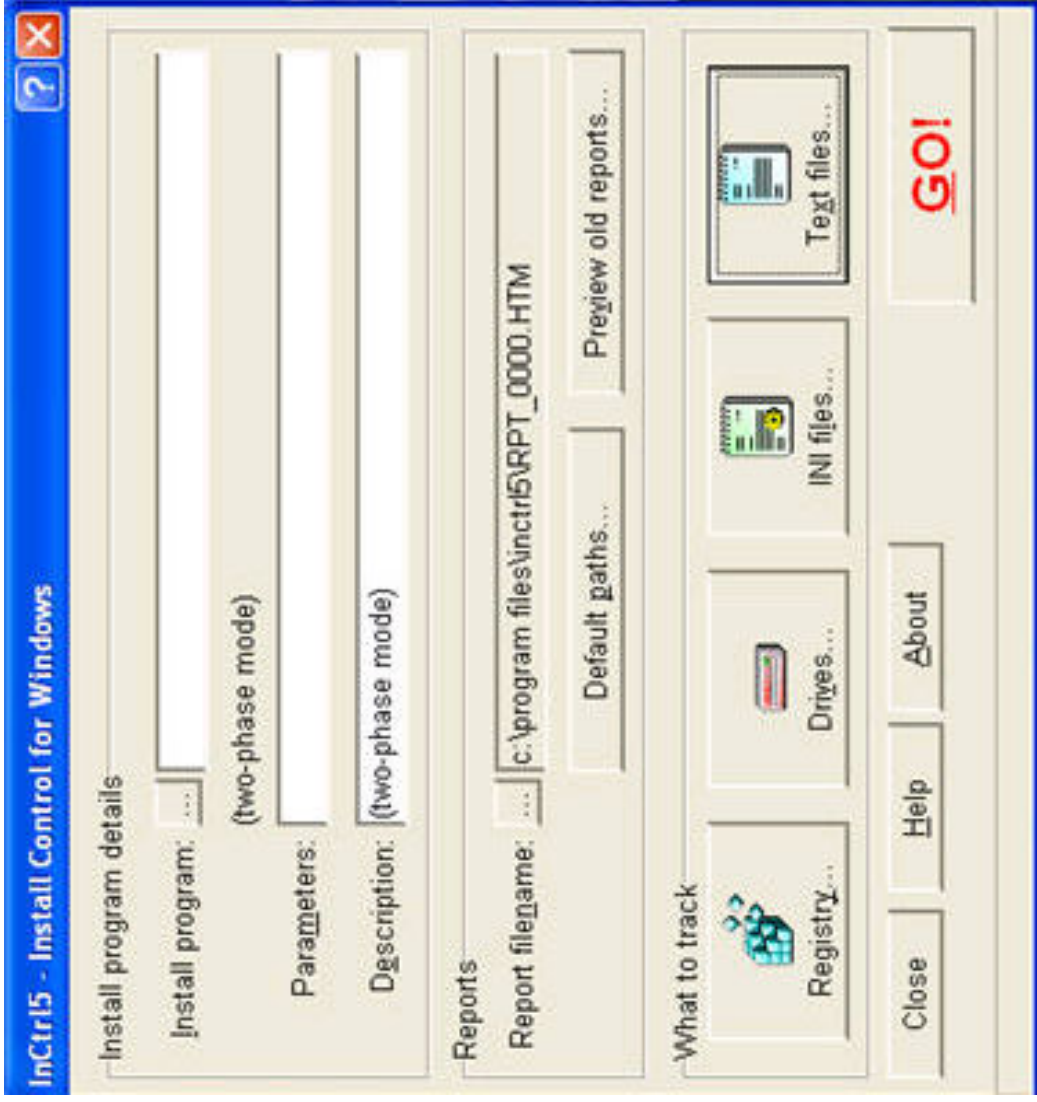 InCtrl5 - Install Control for Windows
Install program details
Install program: ...
(two-phase mode)
Parameters:
Description: (two-phase mode)
Reports
Report filename: ... c:\program files\inctrl5\RPT_0000.HTM
Default paths... Preview old reports...
What to track
Registry... Drives... INI files... Text files...
Close Help About GO!